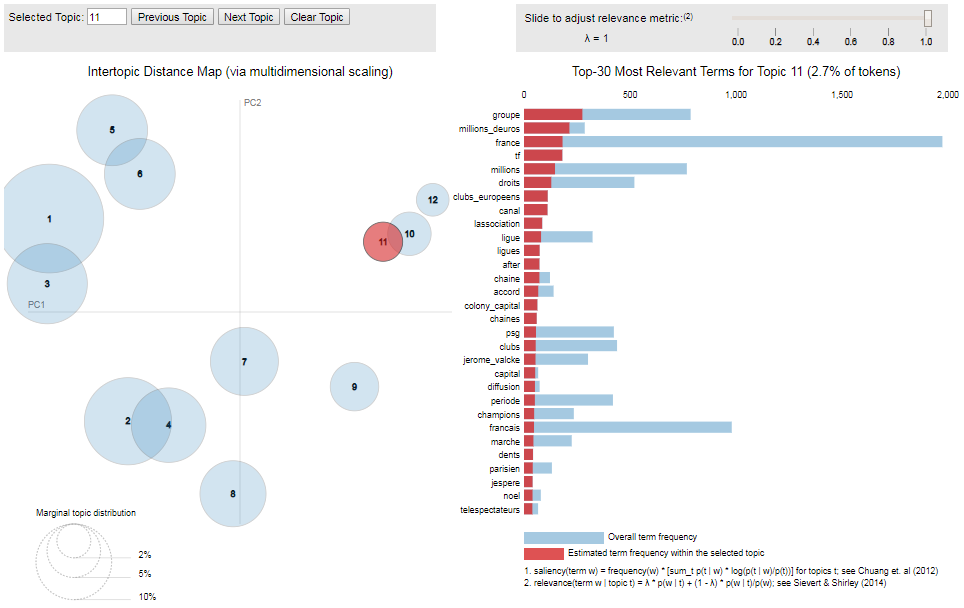 Selected Topic: 11 Previous Topic Next Topic Clear Topic
Slide to adjust relevance metric:(2)
λ = 1
0.0 0.2 0.4 0.6 0.8 1.0
Intertopic Distance Map (via multidimensional scaling)
PC2
PC1
5
6
1
3
12
10
11
7
9
2
4
8
Marginal topic distribution
2%
5%
10%
Top-30 Most Relevant Terms for Topic 11 (2.7% of tokens)
0 500 1,000 1,500 2,000
groupe
millions_deuros
france
tf
millions
droits
clubs_europeens
canal
lassociation
ligue
ligues
after
chaine
accord
colony_capital
chaines
psg
clubs
jerome_valcke
capital
diffusion
periode
champions
francais
marche
dents
parisien
jespere
noel
telespectateurs
Overall term frequency
Estimated term frequency within the selected topic
1. saliency(term w) = frequency(w) * [sum_t p(t | w) * log(p(t | w)/p(t))] for topics t; see Chuang et. al (2012)
2. relevance(term w | topic t) = λ * p(w | t) + (1 - λ) * p(w | t)/p(w); see Sievert & Shirley (2014)